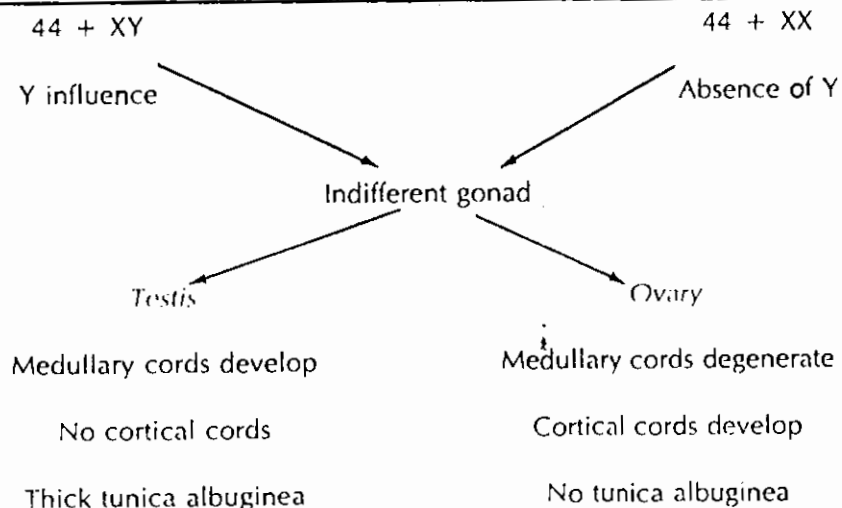 44 + XY
44 + XX
Y influence
Absence of Y
Indifferent gonad
Testis
Ovary
Medullary cords develop
Medullary cords degenerate
No cortical cords
Cortical cords develop
Thick tunica albuginea
No tunica albuginea